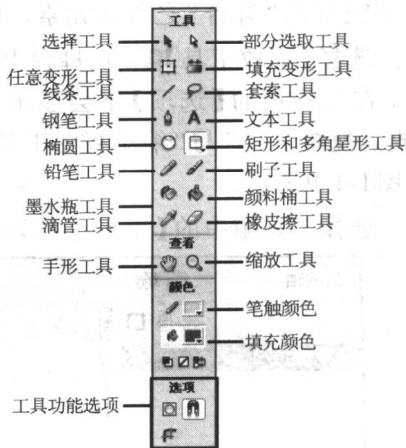 工具
选择工具 部分选取工具
任意变形工具 填充变形工具
线条工具 套索工具
钢笔工具 A 文本工具
椭圆工具 矩形和多角星形工具
铅笔工具 刷子工具
墨水瓶工具 颜料桶工具
滴管工具 橡皮擦工具
查看
手形工具 缩放工具
颜色
笔触颜色
填充颜色
选项
工具功能选项